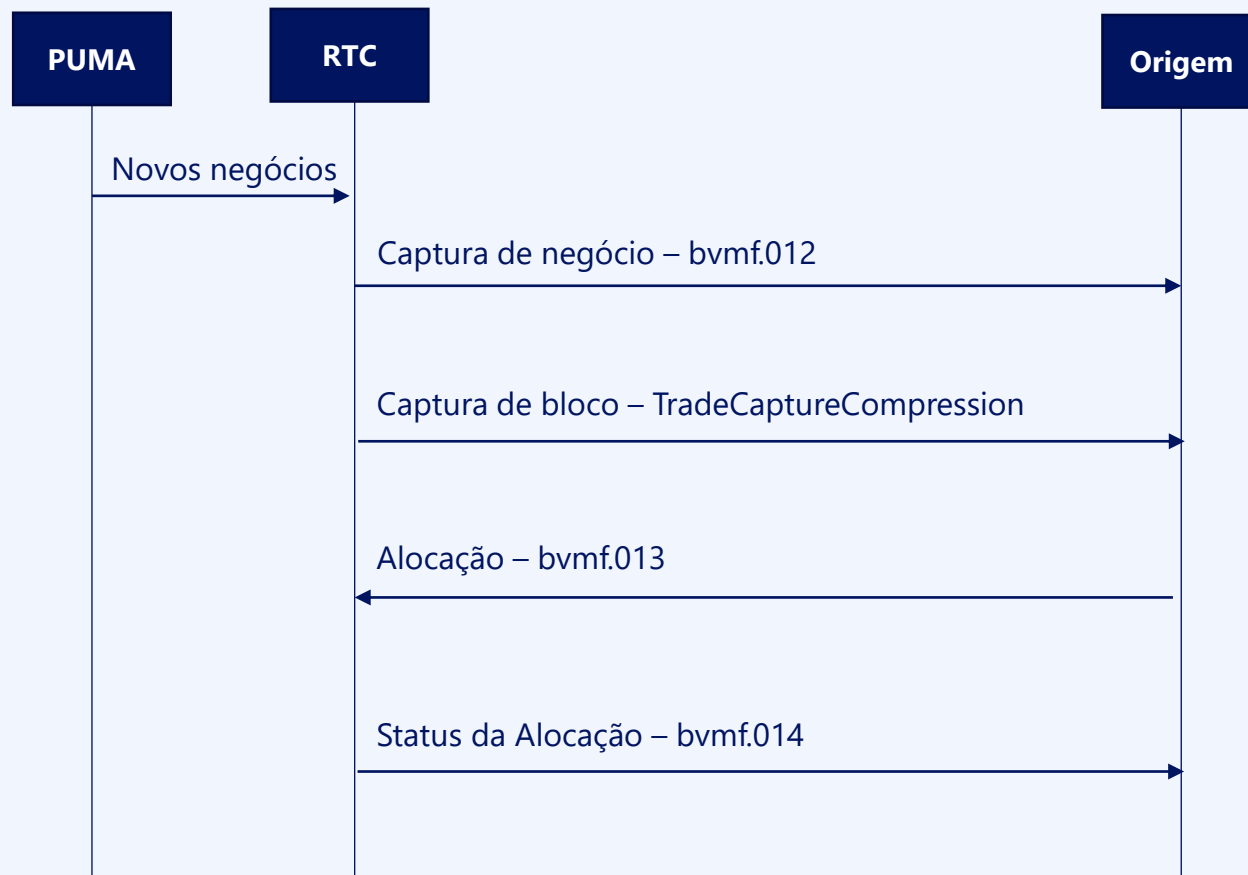 PUMA
RTC
Origem
Novos negócios
Captura de negócio – bvmf.012
Captura de bloco – TradeCaptureCompression
Alocação – bvmf.013
Status da Alocação – bvmf.014